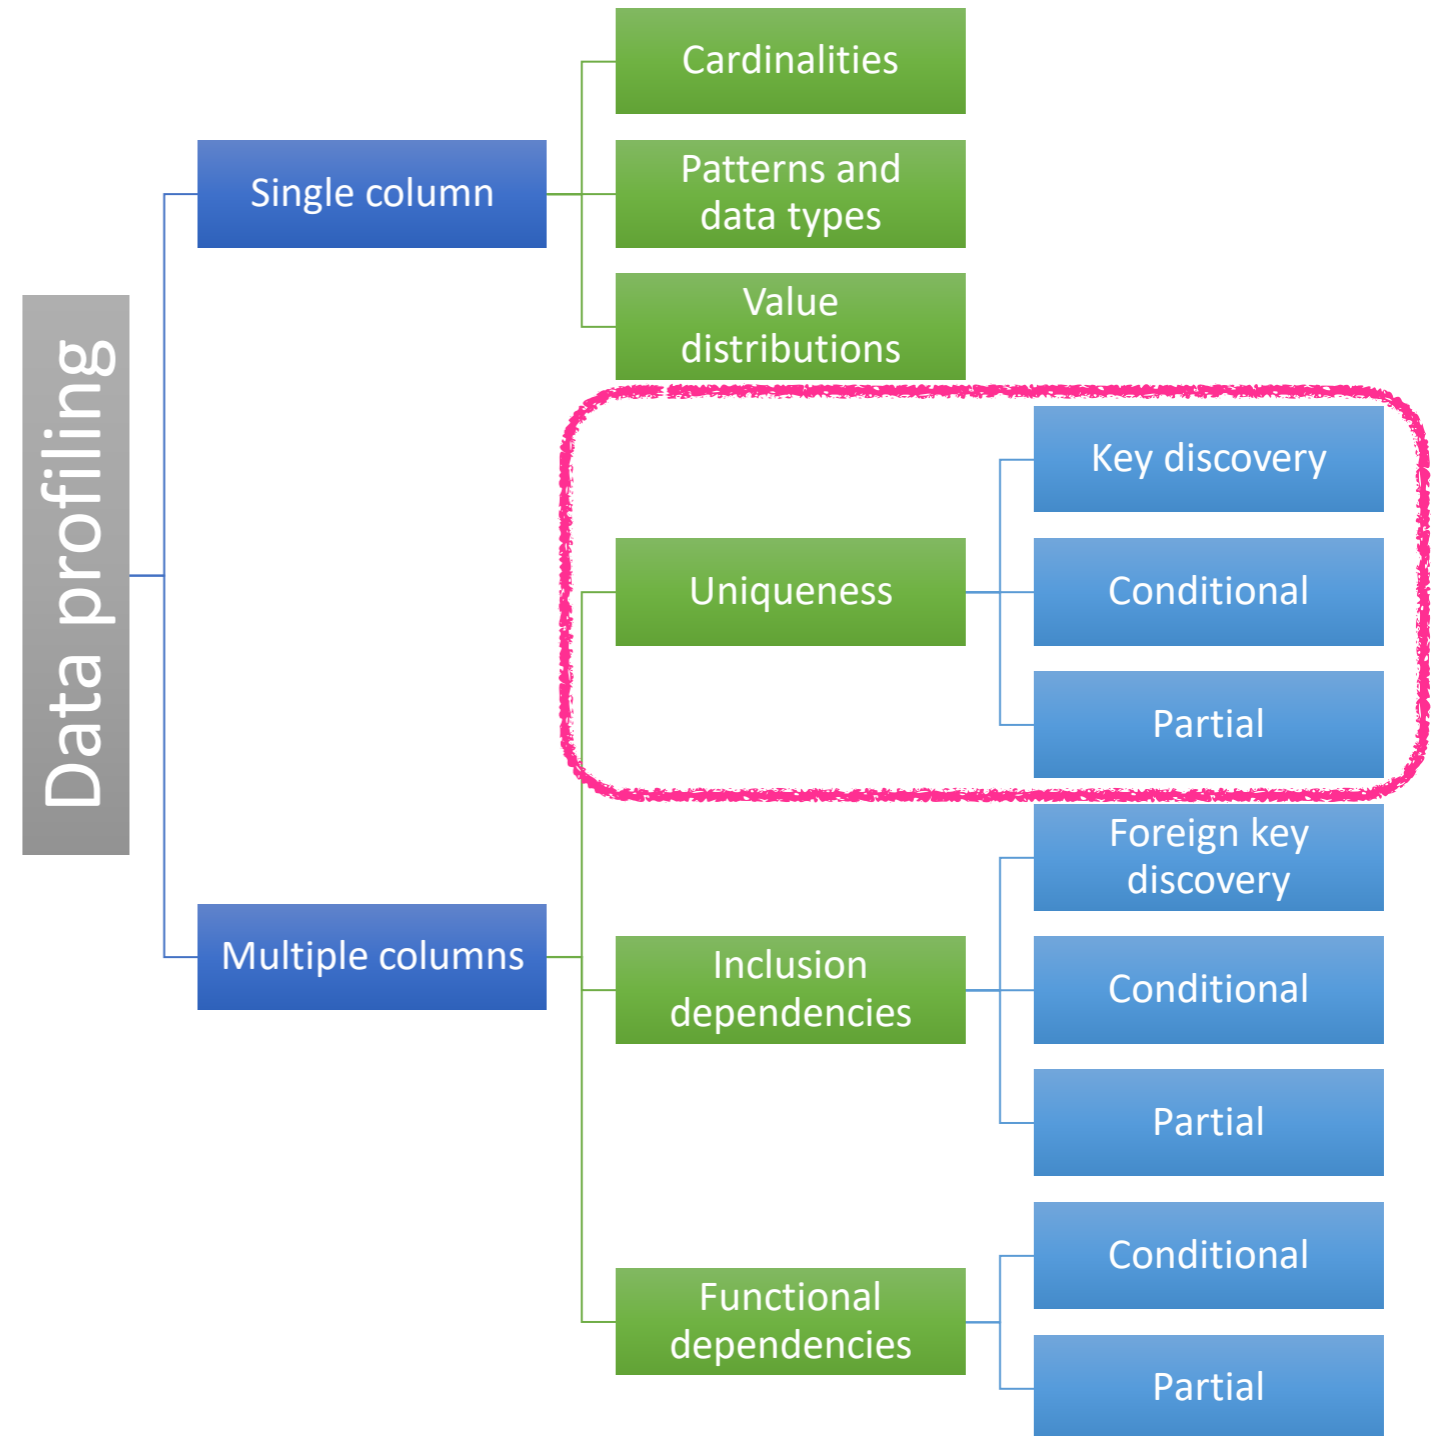 Data profiling
Single column
Cardinalities
Patterns and
data types
Value
distributions
Multiple columns
Uniqueness
Key discovery
Conditional
Partial
Inclusion
dependencies
Foreign key
discovery
Conditional
Partial
Functional
dependencies
Conditional
Partial